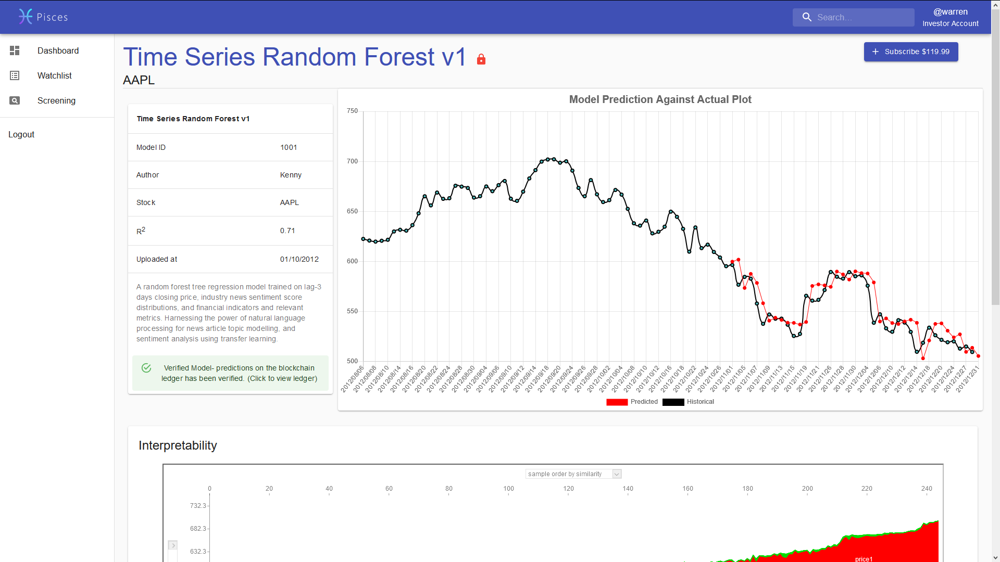 Pisces
Search...
@warren
Investor Account
Dashboard
Watchlist
Screening
Logout
Time Series Random Forest v1
AAPL
+ Subscribe $119.99
Time Series Random Forest v1
Model ID 1001
Author Kenny
Stock AAPL
R2 0.71
Uploaded at 01/10/2012
A random forest tree regression model trained on lag-3
days closing price, industry news sentiment score
distributions, and financial indicators and relevant
metrics. Harnessing the power of natural language
processing for news article topic modelling, and
sentiment analysis using transfer learning.
Verified Model- predictions on the blockchain
ledger has been verified. (Click to view ledger)
Model Prediction Against Actual Plot
750
700
650
600
550
500
2012/08/06
2012/08/08
2012/08/10
2012/08/14
2012/08/16
2012/08/20
2012/08/22
2012/08/24
2012/08/28
2012/08/30
2012/09/04
2012/09/06
2012/09/10
2012/09/12
2012/09/14
2012/09/18
2012/09/20
2012/09/24
2012/09/26
2012/09/28
2012/10/02
2012/10/04
2012/10/08
2012/10/10
2012/10/12
2012/10/16
2012/10/18
2012/10/22
2012/10/24
2012/10/26
2012/11/01
2012/11/05
2012/11/07
2012/11/09
2012/11/13
2012/11/15
2012/11/19
2012/11/21
2012/11/26
2012/11/28
2012/11/30
2012/12/04
2012/12/06
2012/12/10
2012/12/12
2012/12/14
2012/12/18
2012/12/20
2012/12/24
2012/12/27
2012/12/31
Predicted Historical
Interpretability
sample order by similarity
0 20 40 60 80 100 120 140 160 180 200 220 240
732.3
682.3
632.3
price1